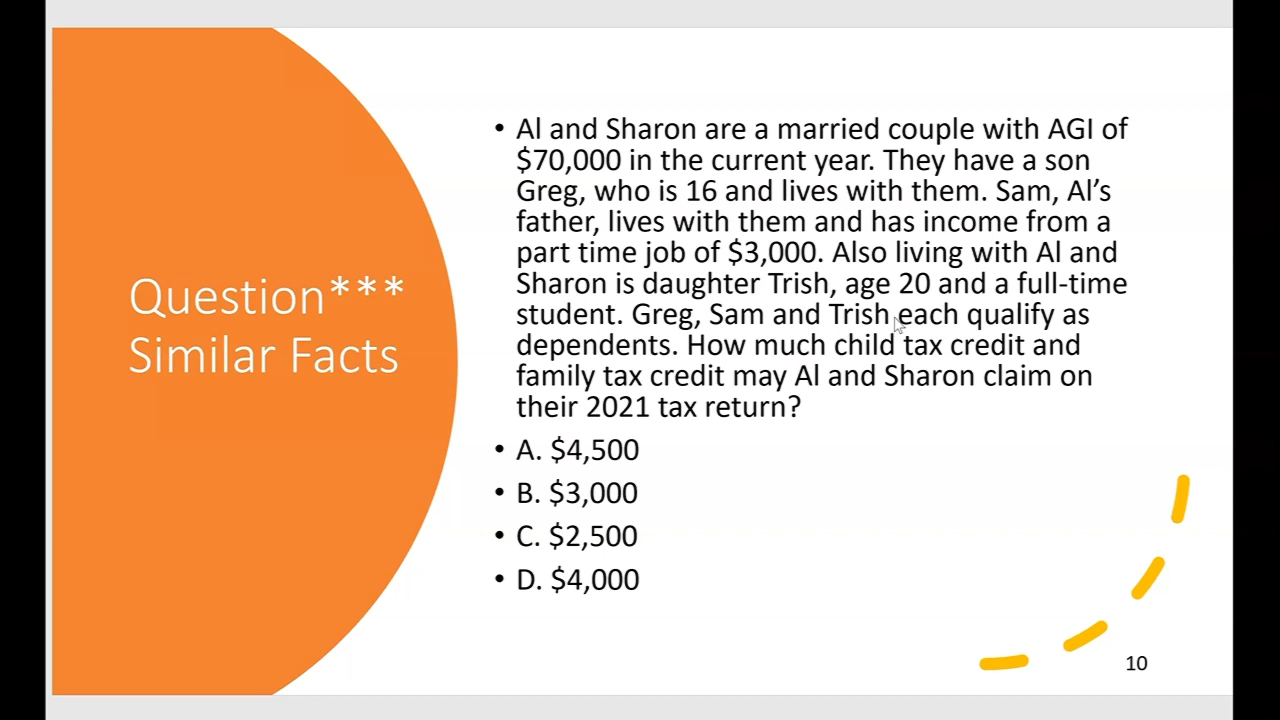 Question***
Similar Facts
• Al and Sharon are a married couple with AGI of
$70,000 in the current year. They have a son
Greg, who is 16 and lives with them. Sam, Al’s
father, lives with them and has income from a
part time job of $3,000. Also living with Al and
Sharon is daughter Trish, age 20 and a full-time
student. Greg, Sam and Trish each qualify as
dependents. How much child tax credit and
family tax credit may Al and Sharon claim on
their 2021 tax return?
• A. $4,500
• B. $3,000
• C. $2,500
• D. $4,000
10